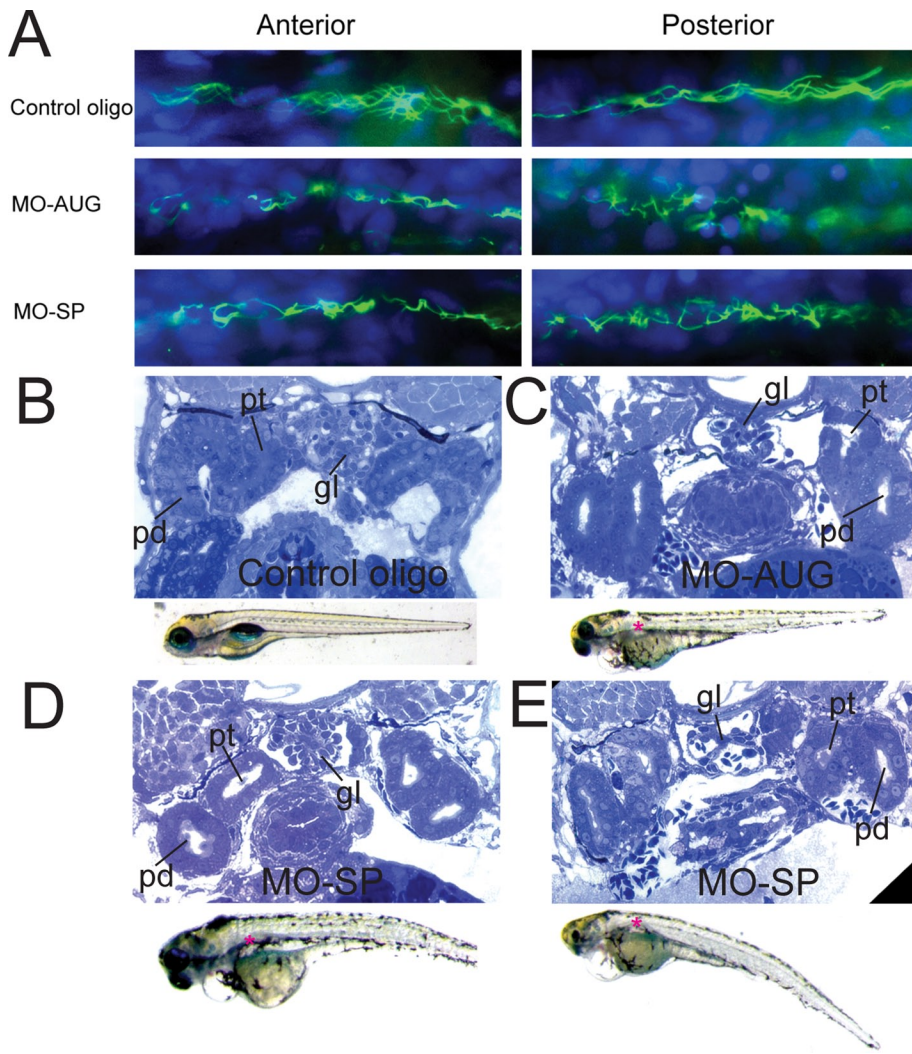 A
Anterior
Posterior
Control oligo
MO-AUG
MO-SP
B
pt
gl
pd
Control oligo
C
gl
pt
pd
MO-AUG
*
D
pt
gl
pd
MO-SP
*
E
gl
pt
pd
MO-SP
*